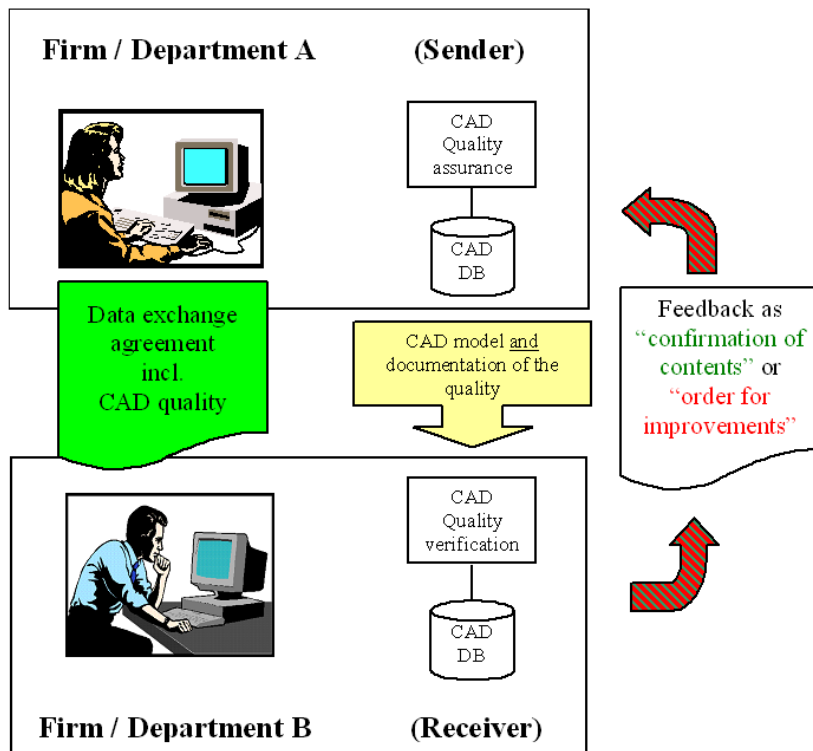 Firm / Department A
(Sender)
CAD
Quality
assurance
CAD
DB
Data exchange
agreement
incl.
CAD quality
CAD model and
documentation of the
quality
Feedback as
“confirmation of
contents” or
“order for
improvements”
CAD
Quality
verification
CAD
DB
Firm / Department B
(Receiver)